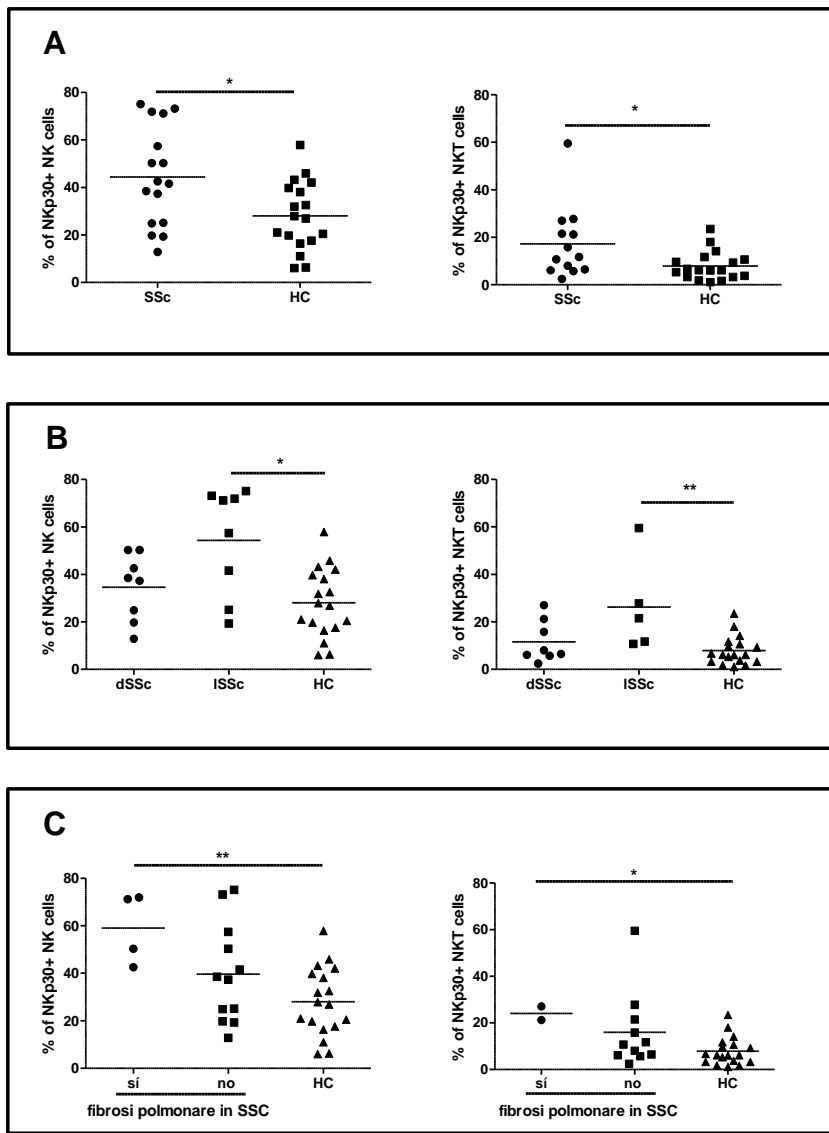 A
*
% of NKp30+ NK cells
80
60
40
20
0
SSc
HC
*
% of NKp30+ NKT cells
80
60
40
20
0
SSc
HC
B
*
% of NKp30+ NK cells
80
60
40
20
0
dSSc
lSSc
HC
**
% of NKp30+ NKT cells
80
60
40
20
0
dSSc
lSSc
HC
C
**
% of NKp30+ NK cells
80
60
40
20
0
sí
no
HC
fibrosi polmonare in SSC
*
% of NKp30+ NKT cells
80
60
40
20
0
sí
no
HC
fibrosi polmonare in SSC